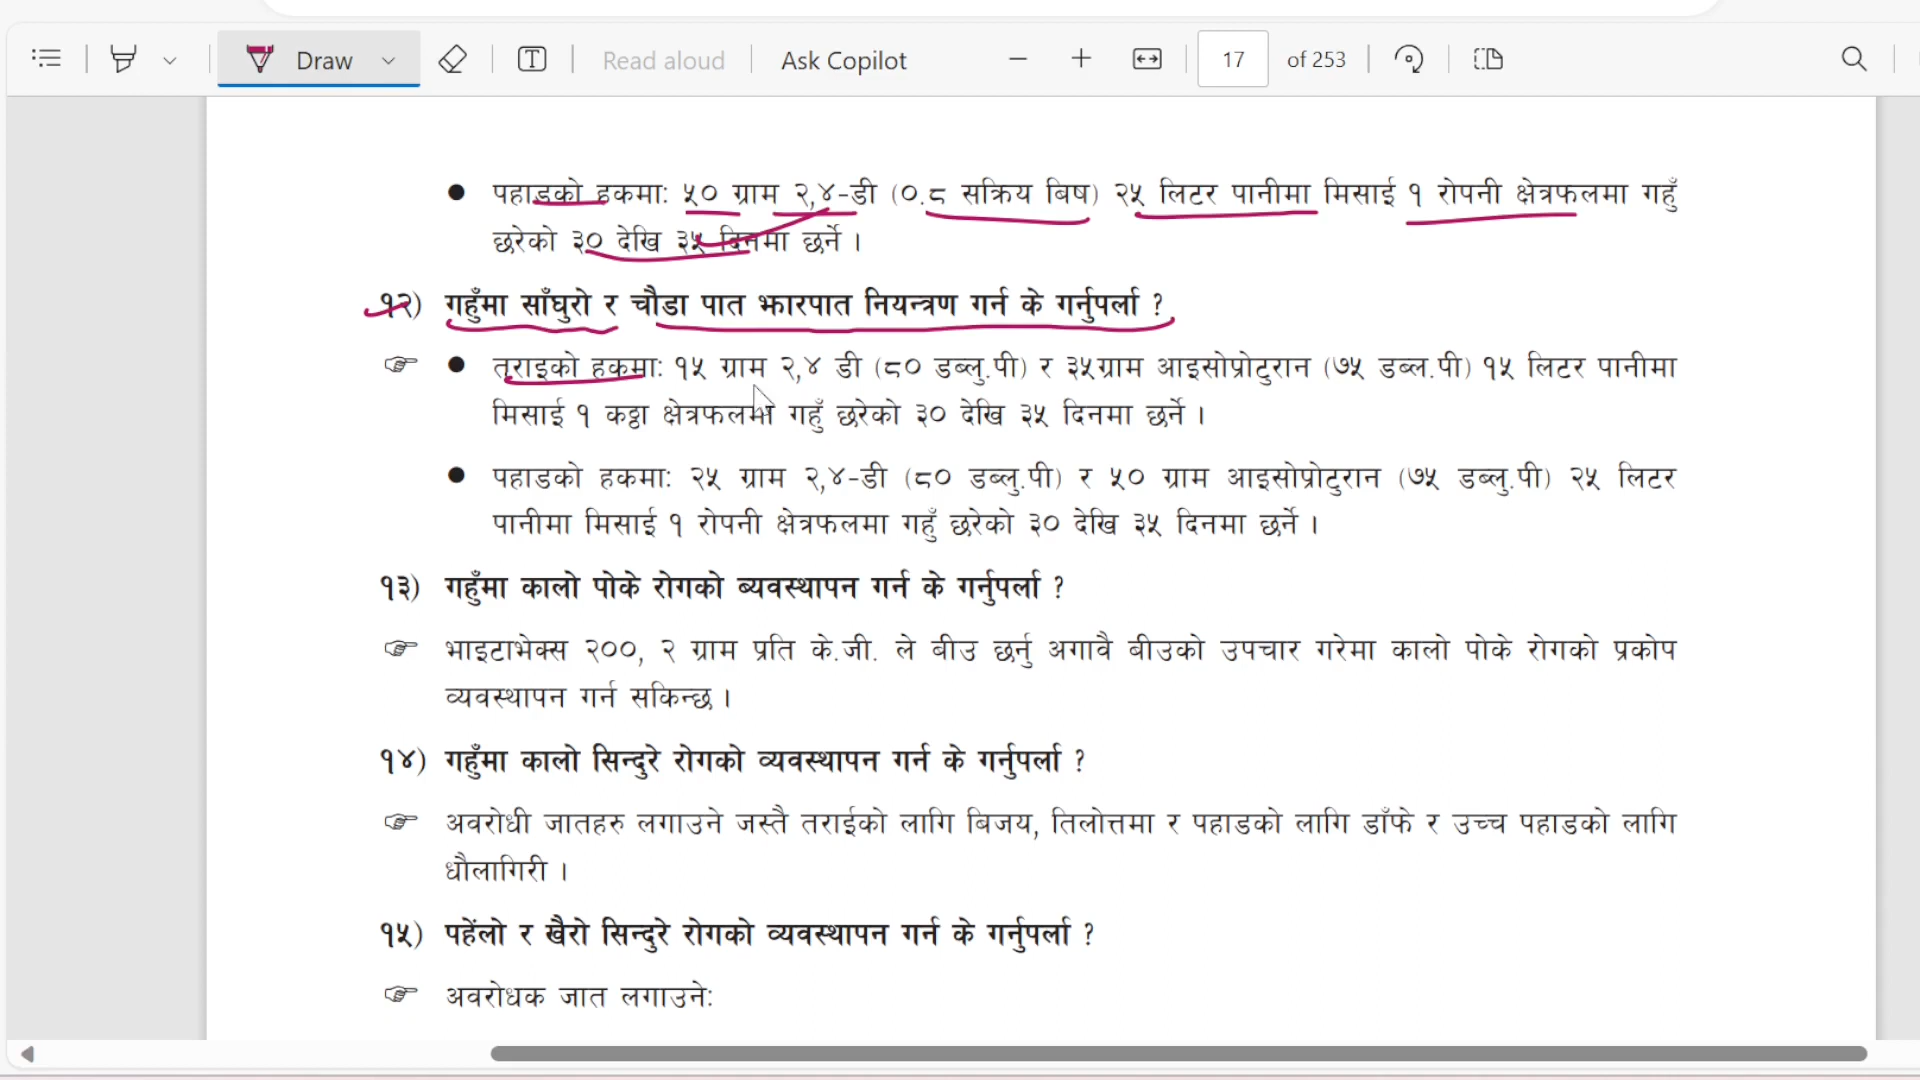 Draw
Read aloud
Ask Copilot
17
of 253
● पहाडको हकमाः ५० ग्राम २,४-डी (०.८ सक्रिय बिष) २५ लिटर पानीमा मिसाई १ रोपनी क्षेत्रफलमा गहुँ
छरेको ३० देखि ३५ दिनमा छर्ने ।
१२) गहुँमा साँघुरो र चौडा पात झारपात नियन्त्रण गर्न के गर्नुपर्ला ?
☞ ● तराइको हकमाः १५ ग्राम २,४ डी (८० डब्लु.पी) र ३५ग्राम आइसोप्रोटुरान (७५ डब्ल.पी) १५ लिटर पानीमा
मिसाई १ कठ्ठा क्षेत्रफलमा गहुँ छरेको ३० देखि ३५ दिनमा छर्ने ।
● पहाडको हकमाः २५ ग्राम २,४-डी (८० डब्लु.पी) र ५० ग्राम आइसोप्रोटुरान (७५ डब्लु.पी) २५ लिटर
पानीमा मिसाई १ रोपनी क्षेत्रफलमा गहुँ छरेको ३० देखि ३५ दिनमा छर्ने ।
१३) गहुँमा कालो पोके रोगको ब्यवस्थापन गर्न के गर्नुपर्ला ?
☞ भाइटाभेक्स २००, २ ग्राम प्रति के.जी. ले बीउ छर्नु अगावै बीउको उपचार गरेमा कालो पोके रोगको प्रकोप
व्यवस्थापन गर्न सकिन्छ ।
१४) गहुँमा कालो सिन्दुरे रोगको व्यवस्थापन गर्न के गर्नुपर्ला ?
☞ अवरोधी जातहरु लगाउने जस्तै तराईको लागि बिजय, तिलोत्तमा र पहाडको लागि डाँफे र उच्च पहाडको लागि
धौलागिरी ।
१५) पहेंलो र खैरो सिन्दुरे रोगको व्यवस्थापन गर्न के गर्नुपर्ला ?
☞ अवरोधक जात लगाउनेः